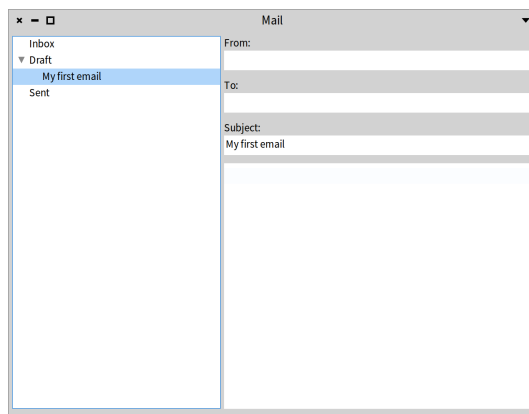 Mail
Inbox
Draft
My first email
Sent
From:
To:
Subject:
My first email